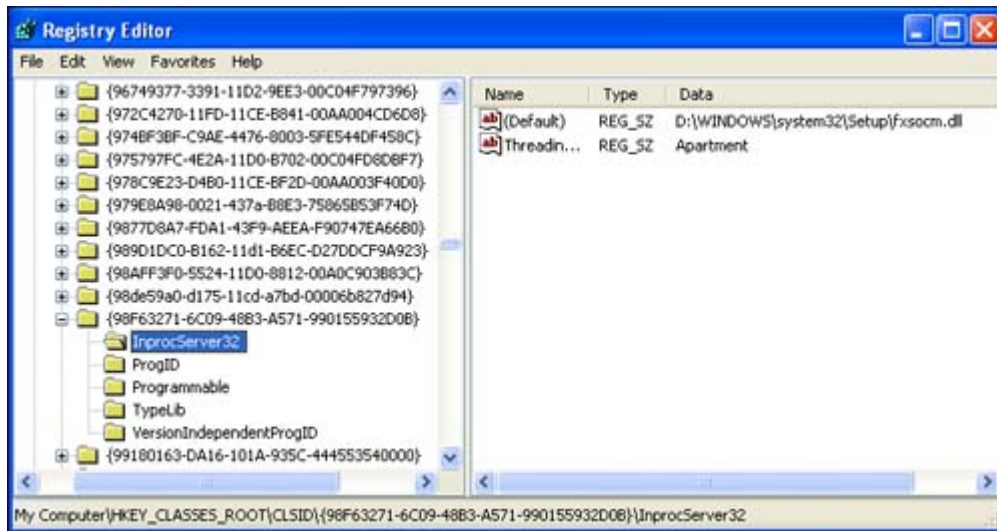 Registry Editor
File Edit View Favorites Help
{96749377-3391-11D2-9EE3-00C04F797396}
{972C4270-11FD-11CE-B841-00AA004CD6D8}
{974BF3BF-C9AE-4476-8003-5FE544DF458C}
{975797FC-4E2A-11D0-B702-00C04FD8DBF7}
{978C9E23-D4B0-11CE-BF2D-00AA003F40D0}
{979E8A98-0021-437a-B8E3-75865B53F74D}
{9877D8A7-FDA1-43F9-AEEA-F90747EA66B0}
{989D1DC0-B162-11d1-B6EC-D27DDCF9A923}
{98AFF3F0-5524-11D0-8812-00A0C903B83C}
{98de59a0-d175-11cd-a7bd-00006b827d94}
{98F63271-6C09-48B3-A571-990155932D0B}
InprocServer32
ProgID
Programmable
TypeLib
VersionIndependentProgID
{99180163-DA16-101A-935C-444553540000}
Name Type Data
(Default) REG_SZ D:\WINDOWS\system32\Setup\fxsocm.dll
Threadin... REG_SZ Apartment
My Computer\HKEY_CLASSES_ROOT\CLSID\{98F63271-6C09-48B3-A571-990155932D0B}\InprocServer32